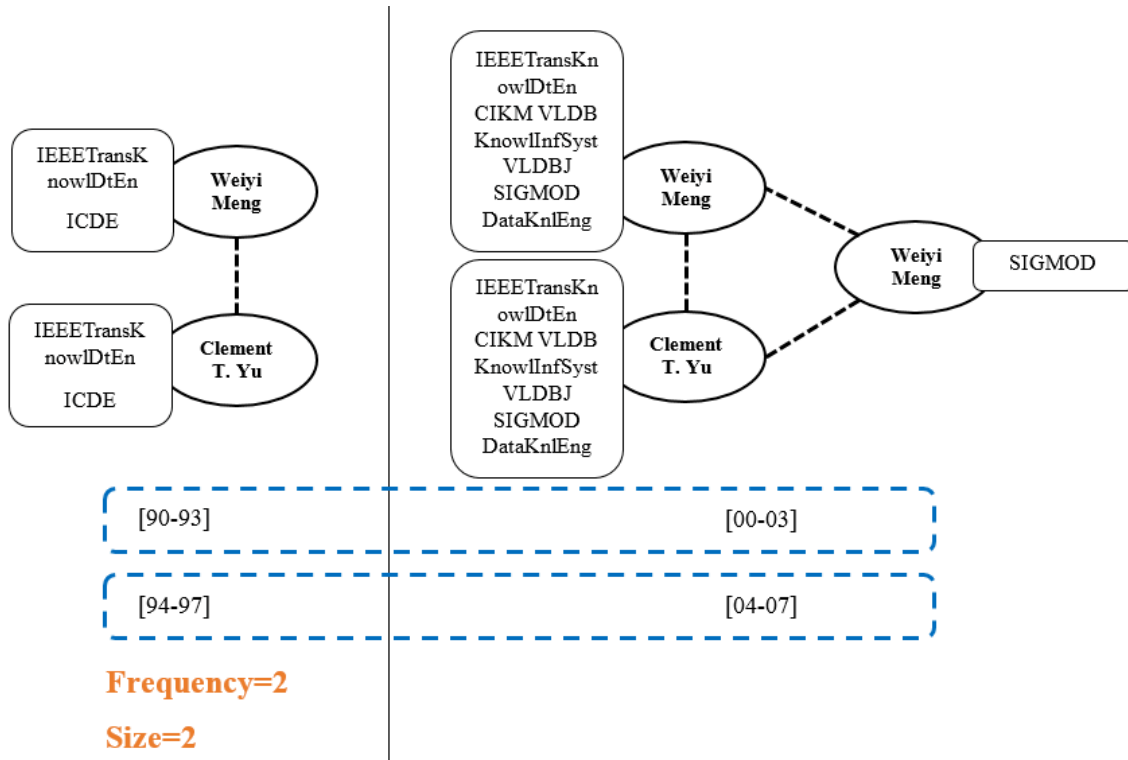 IEEETransK
nowlDtEn
ICDE
Weiyi
Meng
IEEETransK
nowlDtEn
ICDE
Clement
T. Yu
IEEETransKn
owlDtEn
CIKM VLDB
KnowlInfSyst
VLDBJ
SIGMOD
DataKnlEng
Weiyi
Meng
IEEETransKn
owlDtEn
CIKM VLDB
KnowlInfSyst
VLDBJ
SIGMOD
DataKnlEng
Clement
T. Yu
Weiyi
Meng
SIGMOD
[90-93]
[00-03]
[94-97]
[04-07]
Frequency=2
Size=2